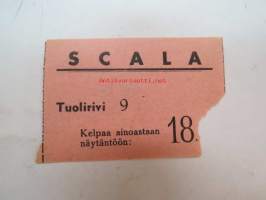 SCALA
Tuolirivi 9
Kelpaa ainoastaan
näytäntöön: 18.